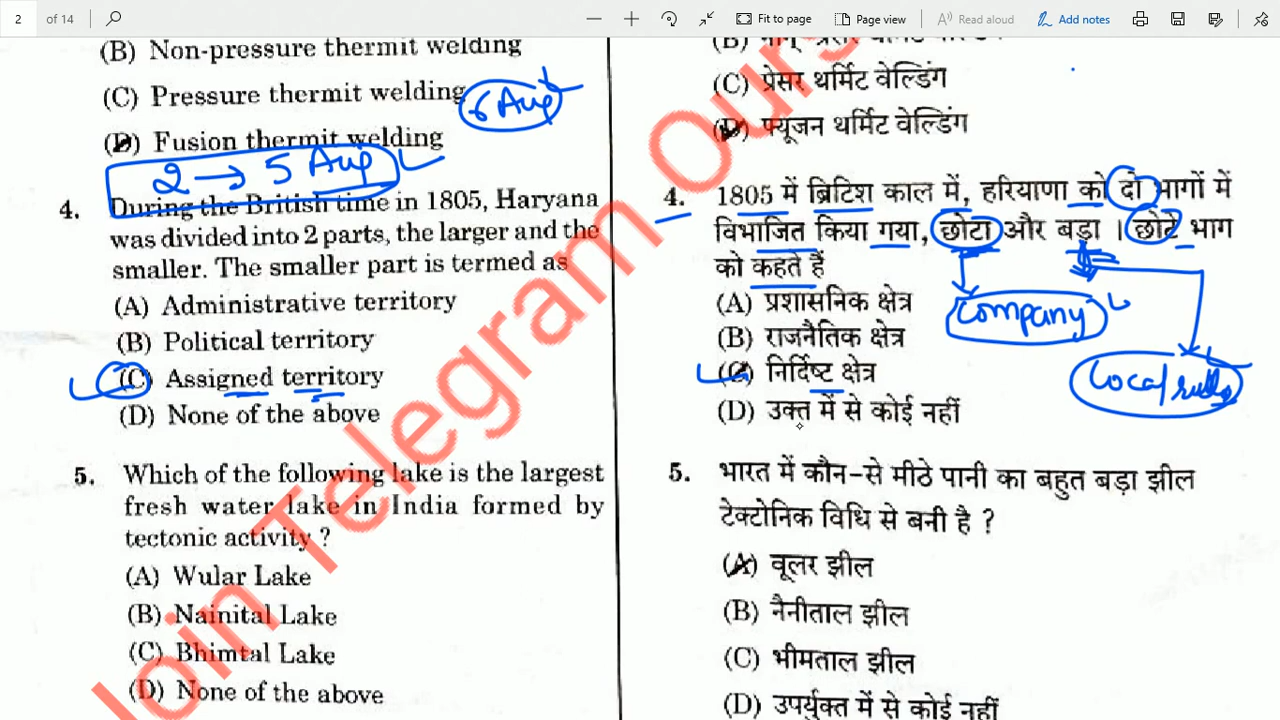 2 of 14 Fit to page Page view Read aloud Add notes
(B) Non-pressure thermit welding
(C) Pressure thermit welding
6 Aug
(D) Fusion thermit welding
2 → 5 Aug
4. During the British time in 1805, Haryana
was divided into 2 parts, the larger and the
smaller. The smaller part is termed as
(A) Administrative territory
(B) Political territory
(C) Assigned territory
(D) None of the above
5. Which of the following lake is the largest
fresh water lake in India formed by
tectonic activity ?
(A) Wular Lake
(B) Nainital Lake
(C) Bhimtal Lake
(D) None of the above
(C) प्रेसर थर्मिट वेल्डिंग
(D) फ्यूजन थर्मिट वेल्डिंग
4. 1805 में ब्रिटिश काल में, हरियाणा को दो भागों में
विभाजित किया गया, छोटा और बड़ा । छोटे भाग
को कहते हैं
(A) प्रशासनिक क्षेत्र
Company
(B) राजनैतिक क्षेत्र
(C) निर्दिष्ट क्षेत्र
Local
(D) उक्त में से कोई नहीं
5. भारत में कौन-से मीठे पानी का बहुत बड़ा झील
टेक्टोनिक विधि से बनी है ?
(A) वूलर झील
(B) नैनीताल झील
(C) भीमताल झील
(D) उपर्युक्त में से कोई नहीं
Join Telegram Ours